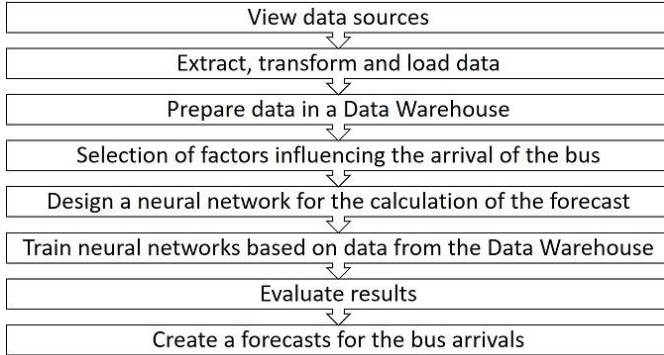 View data sources
Extract, transform and load data
Prepare data in a Data Warehouse
Selection of factors influencing the arrival of the bus
Design a neural network for the calculation of the forecast
Train neural networks based on data from the Data Warehouse
Evaluate results
Create a forecasts for the bus arrivals